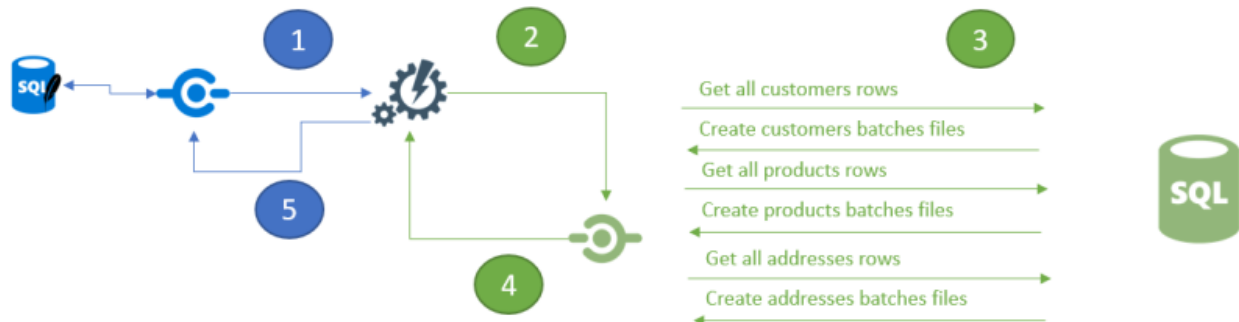 1
2
3
SQL
Get all customers rows
Create customers batches files
Get all products rows
SQL
5
Create products batches files
Get all addresses rows
4
Create addresses batches files